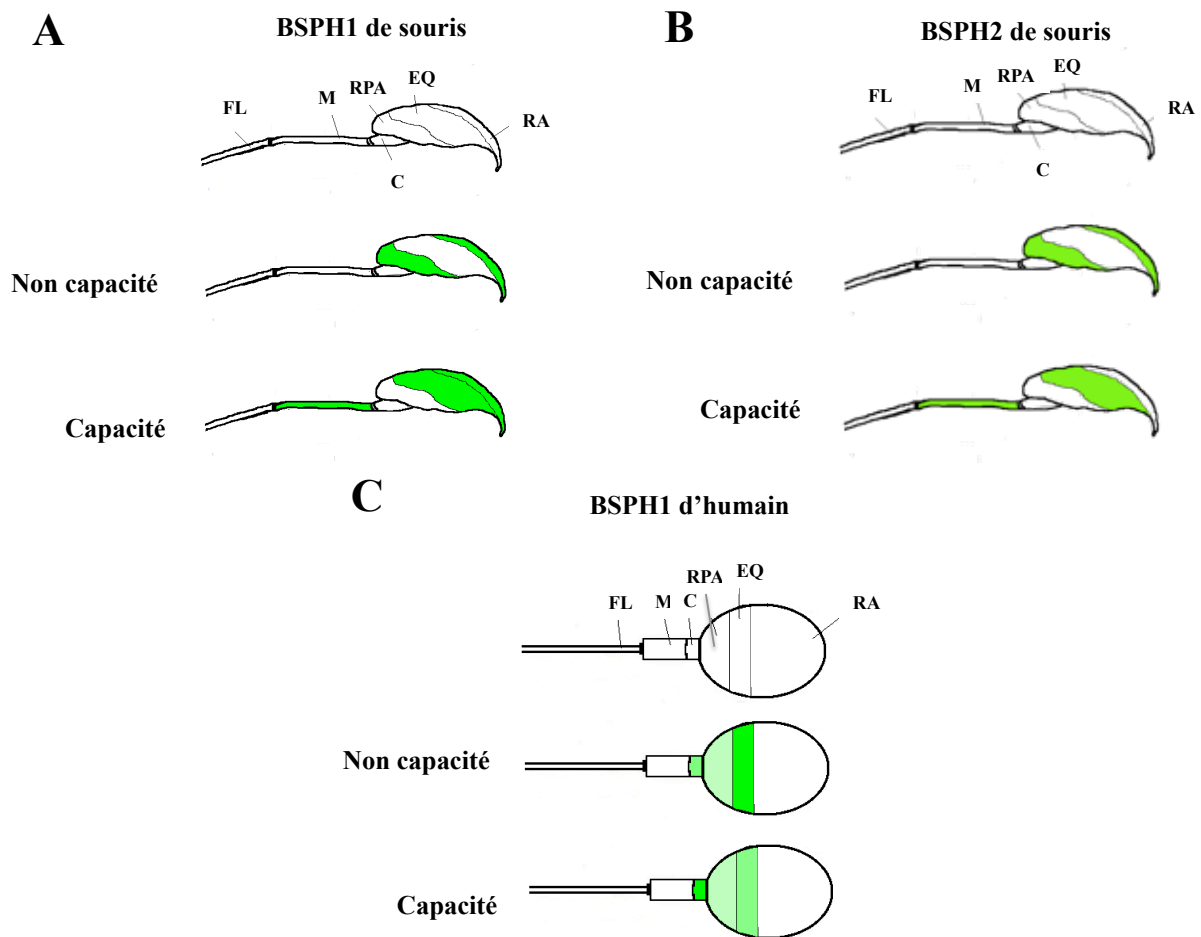 A
BSPH1 de souris
FL
M
RPA
EQ
RA
C
Non capacité
Capacité
B
BSPH2 de souris
FL
M
RPA
EQ
RA
C
Non capacité
Capacité
C
BSPH1 d'humain
FL
M
C
RPA
EQ
RA
Non capacité
Capacité